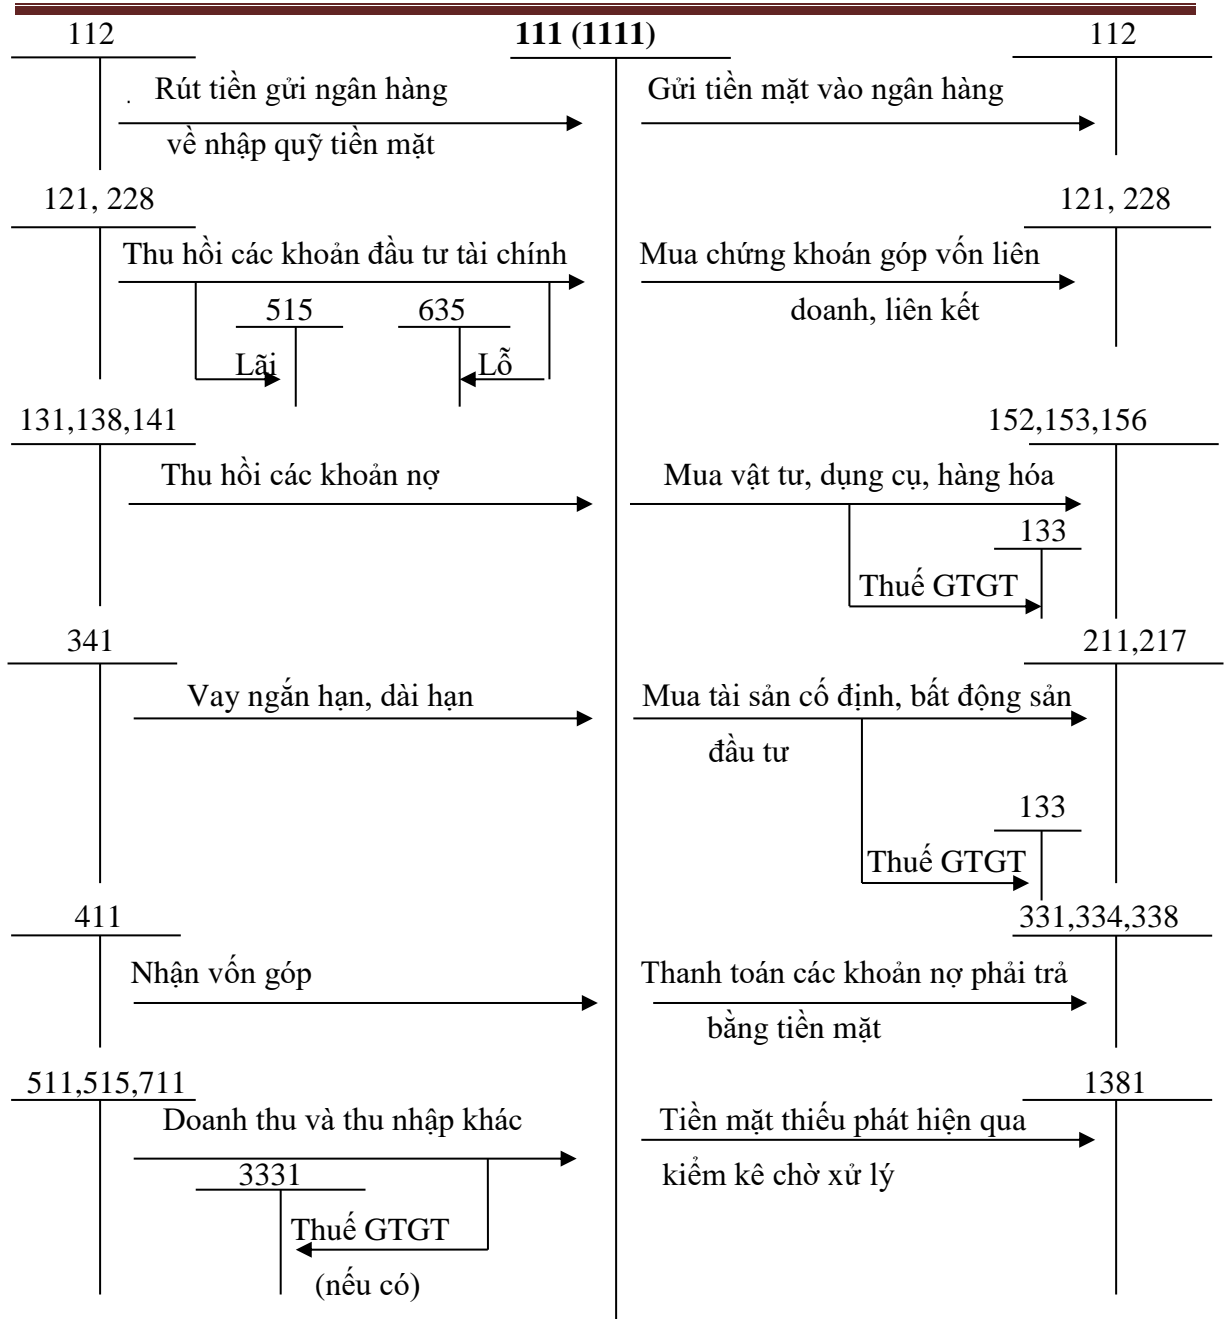 112
111 (1111)
112
Rút tiền gửi ngân hàng
Gửi tiền mặt vào ngân hàng
.
về nhập quỹ tiền mặt
121, 228
121, 228
Thu hồi các khoản đầu tư tài chính
Mua chứng khoán góp vốn liên
515
635
doanh, liên kết
Lãi
Lỗ
131,138,141
152,153,156
Thu hồi các khoản nợ
Mua vật tư, dụng cụ, hàng hóa
133
Thuế GTGT
341
211,217
Vay ngắn hạn, dài hạn
Mua tài sản cố định, bất động sản
đầu tư
133
Thuế GTGT
411
331,334,338
Nhận vốn góp
Thanh toán các khoản nợ phải trả
bằng tiền mặt
511,515,711
1381
Doanh thu và thu nhập khác
Tiền mặt thiếu phát hiện qua
3331
kiểm kê chờ xử lý
Thuế GTGT
(nếu có)